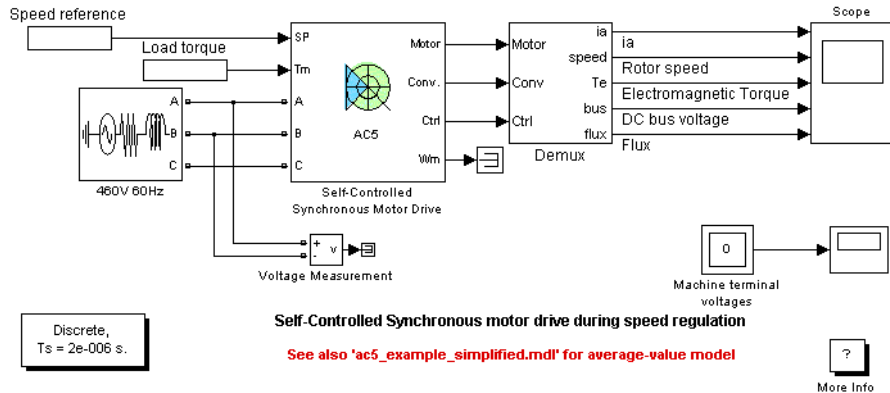 Speed reference
Scope
SP
Motor
Motor
ia
ia
Load torque
speed
Rotor speed
Tm
Conv.
Conv
Te
Electromagnetic Torque
A
A
B
B
C
C
AC5
Ctrl
Ctrl
bus
DC bus voltage
flux
Flux
Wm
Demux
460V 60Hz
Self-Controlled
Synchronous Motor Drive
+
-
v
Voltage Measurement
0
Machine terminal
voltages
Discrete,
Ts = 2e-006 s.
Self-Controlled Synchronous motor drive during speed regulation
See also 'ac5_example_simplified.mdl' for average-value model
?
More Info